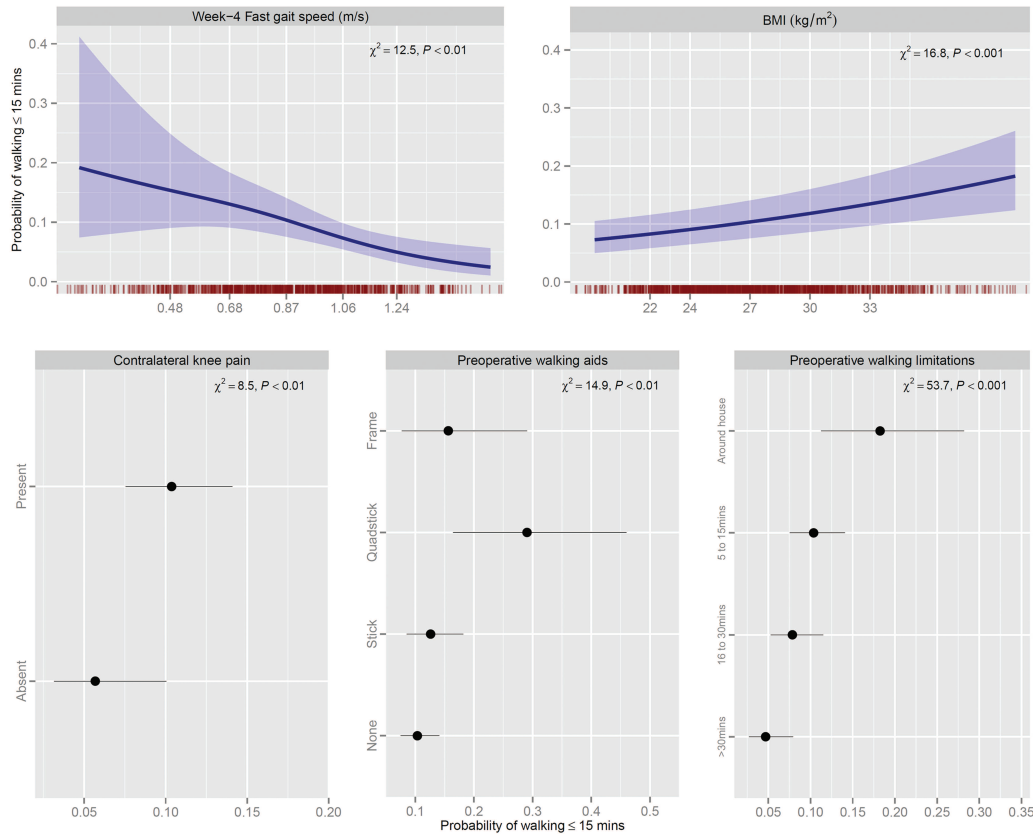 Week−4 Fast gait speed (m/s)
χ² = 12.5, P < 0.01
Probability of walking ≤ 15 mins
0.4
0.3
0.2
0.1
0.0
0.48 0.68 0.87 1.06 1.24
BMI (kg/m²)
χ² = 16.8, P < 0.001
0.4
0.3
0.2
0.1
0.0
22 24 27 30 33
Contralateral knee pain
χ² = 8.5, P < 0.01
Present
Absent
0.05 0.10 0.15 0.20
Preoperative walking aids
χ² = 14.9, P < 0.01
Frame
Quadstick
Stick
None
0.1 0.2 0.3 0.4 0.5
Probability of walking ≤ 15 mins
Preoperative walking limitations
χ² = 53.7, P < 0.001
Around house
5 to 15mins
16 to 30mins
>30mins
0.05 0.10 0.15 0.20 0.25 0.30 0.35